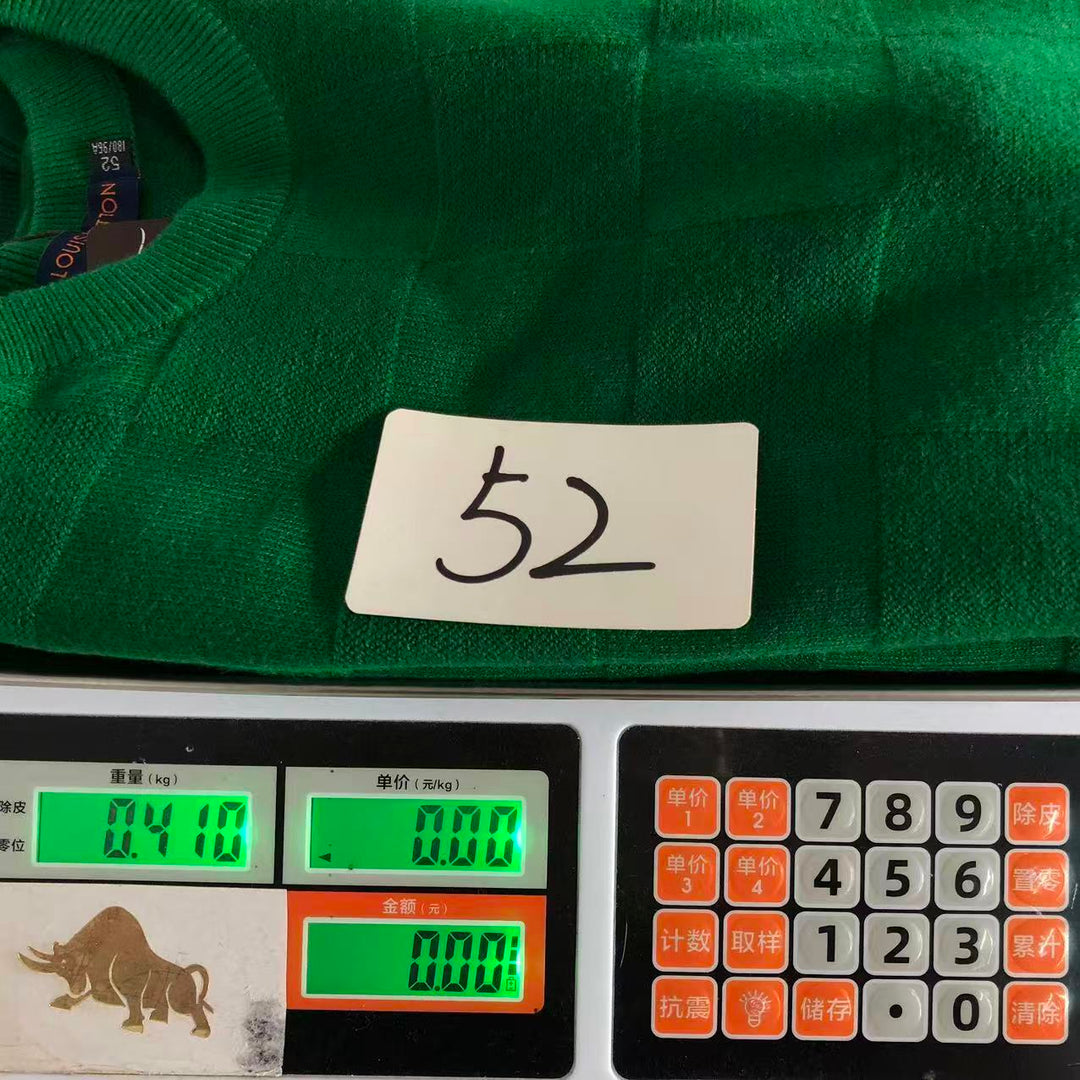 180/96A
52
LOUIS
52
重量(kg)
单价(元/kg)
除皮
零位
0.410
0.00
金额(元)
0.00
单价1
单价2
7
8
9
除皮
单价3
单价4
4
5
6
置零
计数
取样
1
2
3
累计
抗震
储存
.
0
清除